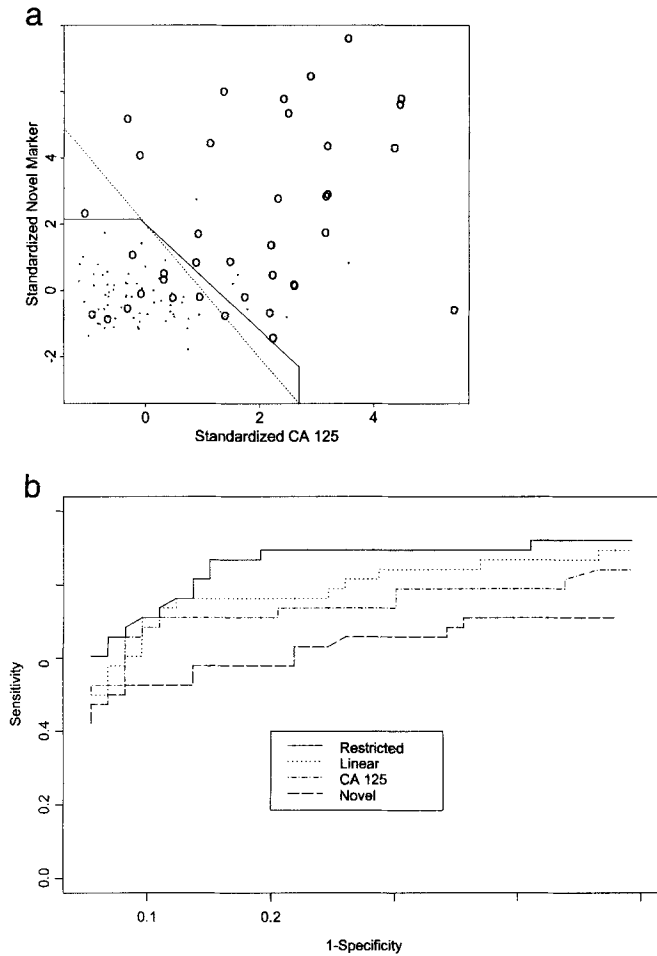 a
Standardized Novel Marker
4
2
0
-2
0
2
4
Standardized CA 125
b
Sensitivity
0
0.4
0.2
0.0
Restricted
Linear
CA 125
Novel
0.1
0.2
1-Specificity